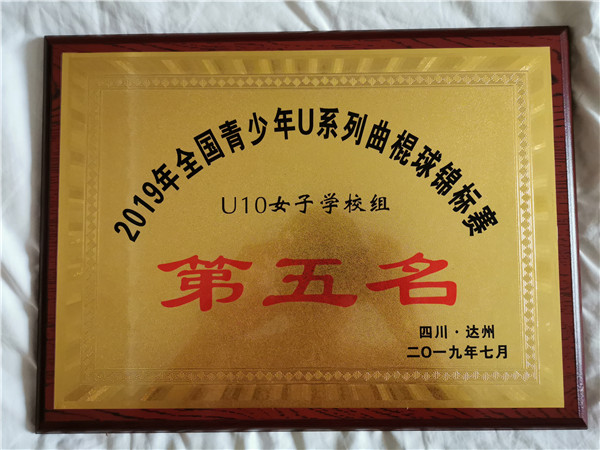 2019年全国青少年U系列曲棍球锦标赛
U10女子学校组
第五名
四川·达州
二〇一九年七月